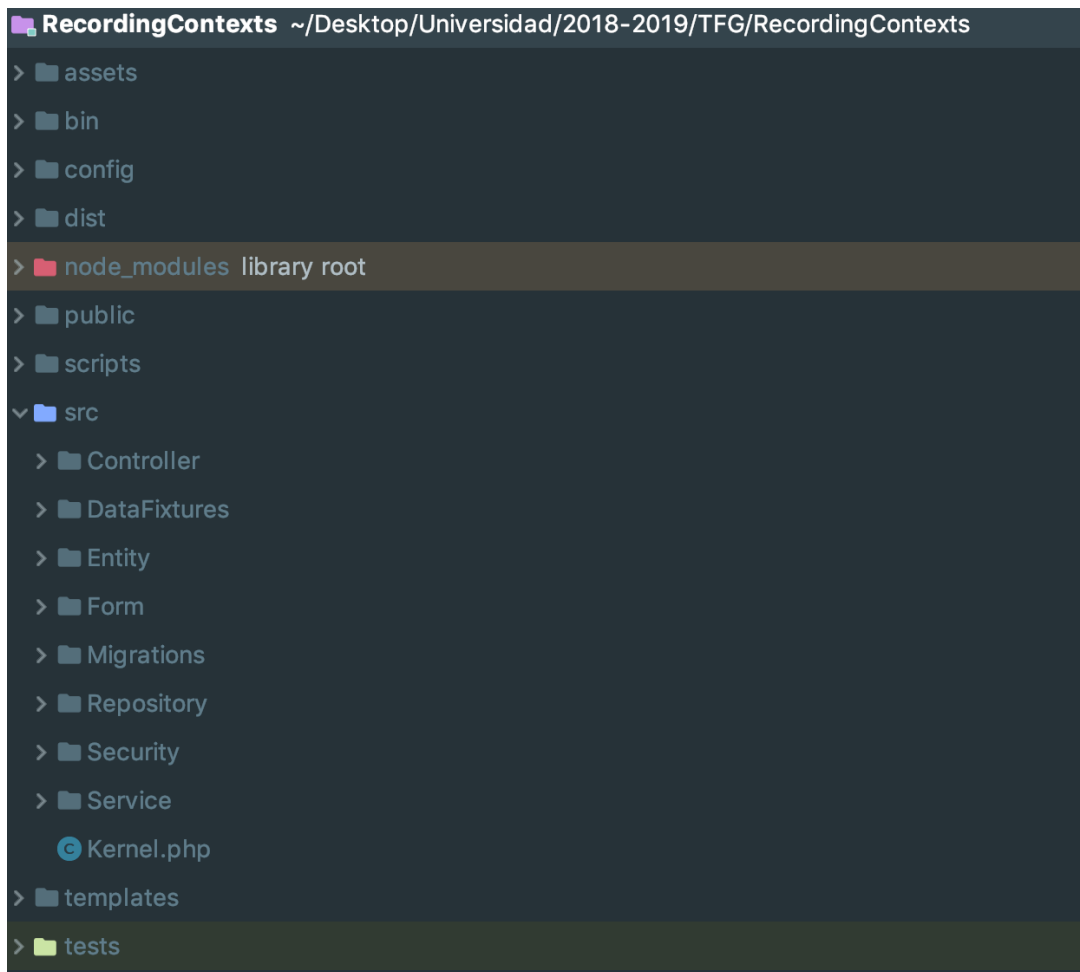 RecordingContexts ~/Desktop/Universidad/2018-2019/TFG/RecordingContexts
assets
bin
config
dist
node_modules library root
public
scripts
src
Controller
DataFixtures
Entity
Form
Migrations
Repository
Security
Service
C Kernel.php
templates
tests